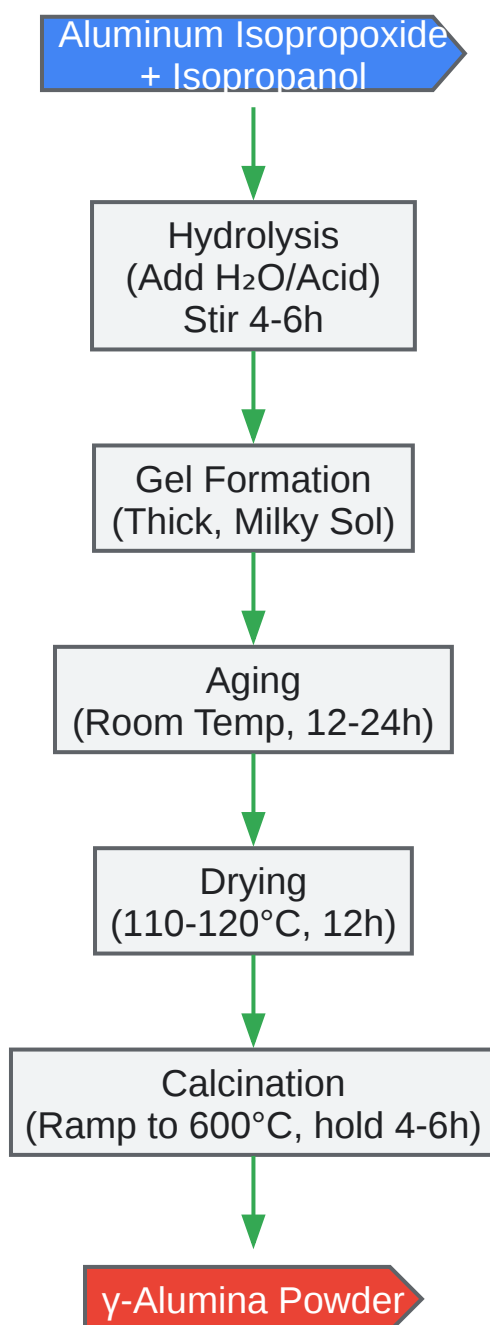 Aluminum Isopropoxide
+ Isopropanol
Hydrolysis
(Add H₂O/Acid)
Stir 4-6h
Gel Formation
(Thick, Milky Sol)
Aging
(Room Temp, 12-24h)
Drying
(110-120°C, 12h)
Calcination
(Ramp to 600°C, hold 4-6h)
γ-Alumina Powder